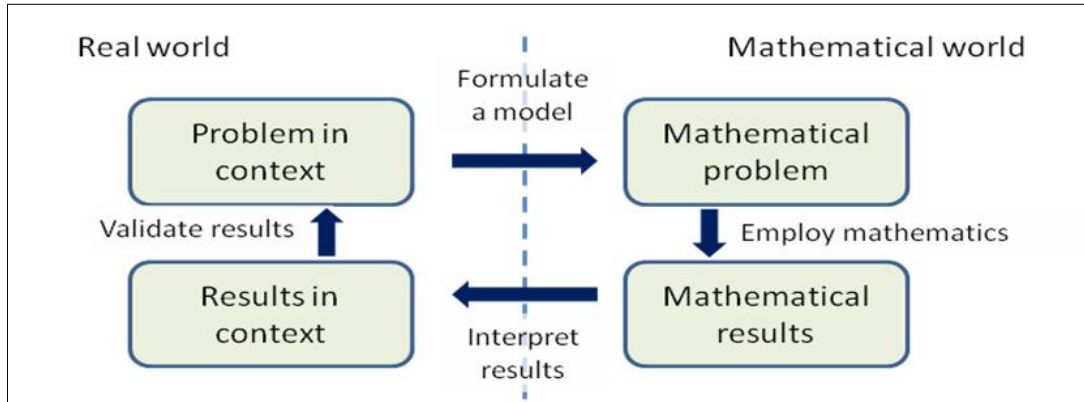 Real world
Mathematical world
Formulate
a model
Problem in
context
Mathematical
problem
Validate results
Employ mathematics
Results in
context
Mathematical
results
Interpret
results